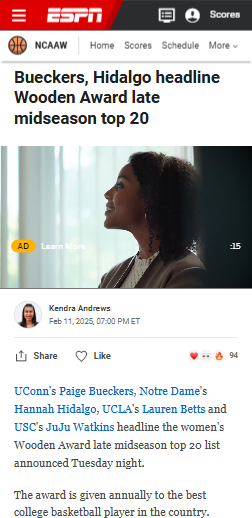 ESPN
Scores
NCAAW
Home
Scores
Schedule
More
Bueckers, Hidalgo headline
Wooden Award late
midseason top 20
AD
Learn More
:15
Kendra Andrews
Feb 11, 2025, 07:00 PM ET
Share
Like
94
UConn's Paige Bueckers, Notre Dame's
Hannah Hidalgo, UCLA's Lauren Betts and
USC's JuJu Watkins headline the women's
Wooden Award late midseason top 20 list
announced Tuesday night.
The award is given annually to the best
college basketball player in the country.